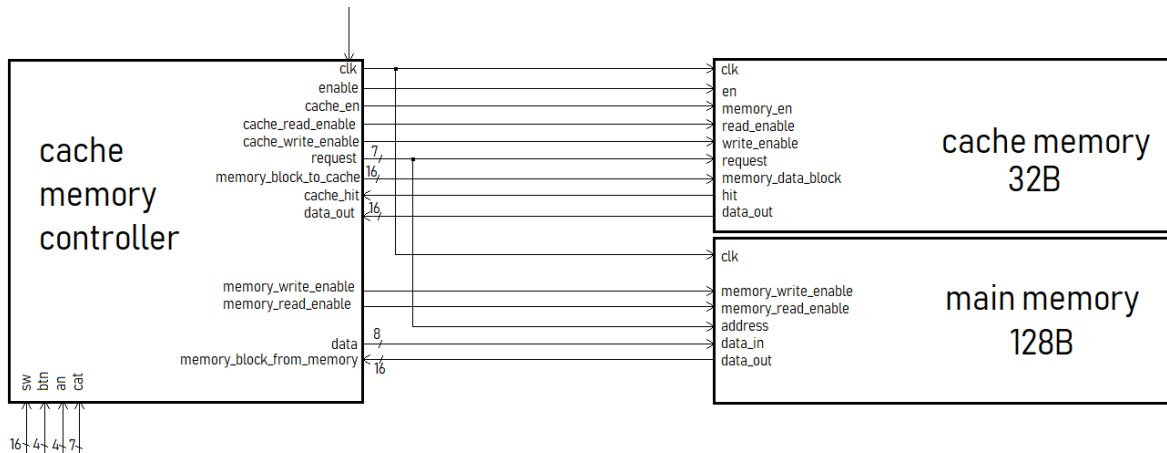 cache
memory
controller
clk
enable
cache_en
cache_read_enable
cache_write_enable
request
7
memory_block_to_cache
16
cache_hit
data_out
16
memory_write_enable
memory_read_enable
data
8
memory_block_from_memory
16
sw
btn
an
cat
16
4
4
7
clk
en
memory_en
read_enable
write_enable
request
memory_data_block
hit
data_out
cache memory
32B
clk
memory_write_enable
memory_read_enable
address
data_in
data_out
main memory
128B